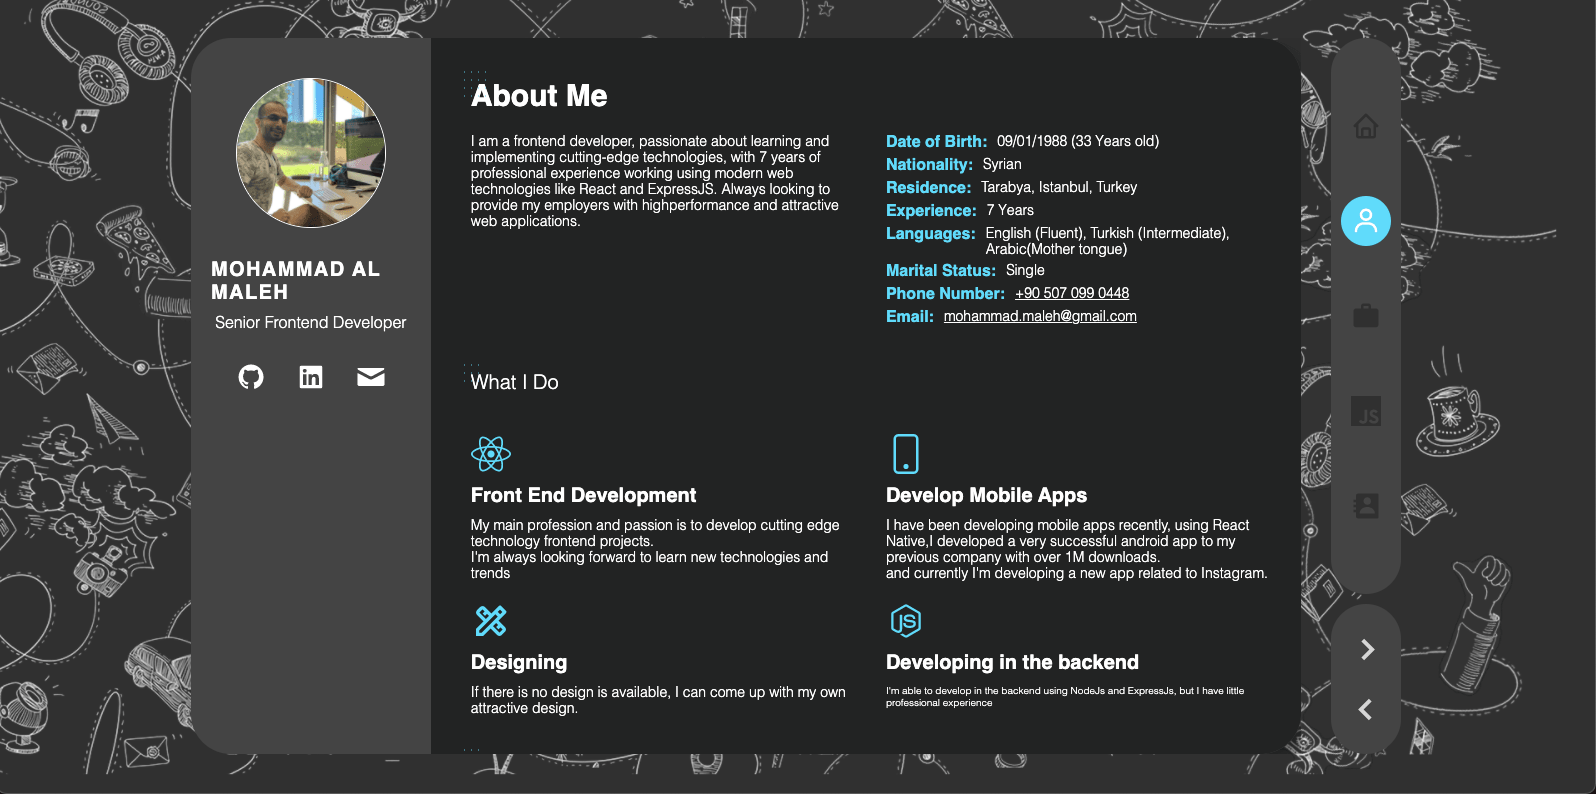 MOHAMMAD AL
MALEH
Senior Frontend Developer
About Me
I am a frontend developer, passionate about learning and
implementing cutting-edge technologies, with 7 years of
professional experience working using modern web
technologies like React and ExpressJS. Always looking to
provide my employers with highperformance and attractive
web applications.
Date of Birth: 09/01/1988 (33 Years old)
Nationality: Syrian
Residence: Tarabya, Istanbul, Turkey
Experience: 7 Years
Languages: English (Fluent), Turkish (Intermediate),
Arabic(Mother tongue)
Marital Status: Single
Phone Number: +90 507 099 0448
Email: mohammad.maleh@gmail.com
What I Do
Front End Development
My main profession and passion is to develop cutting edge
technology frontend projects.
I'm always looking forward to learn new technologies and
trends
Develop Mobile Apps
I have been developing mobile apps recently, using React
Native,I developed a very successful android app to my
previous company with over 1M downloads.
and currently I'm developing a new app related to Instagram.
Designing
If there is no design is available, I can come up with my own
attractive design.
JS
Developing in the backend
I'm able to develop in the backend using NodeJs and ExpressJs, but I have little
professional experience
JS